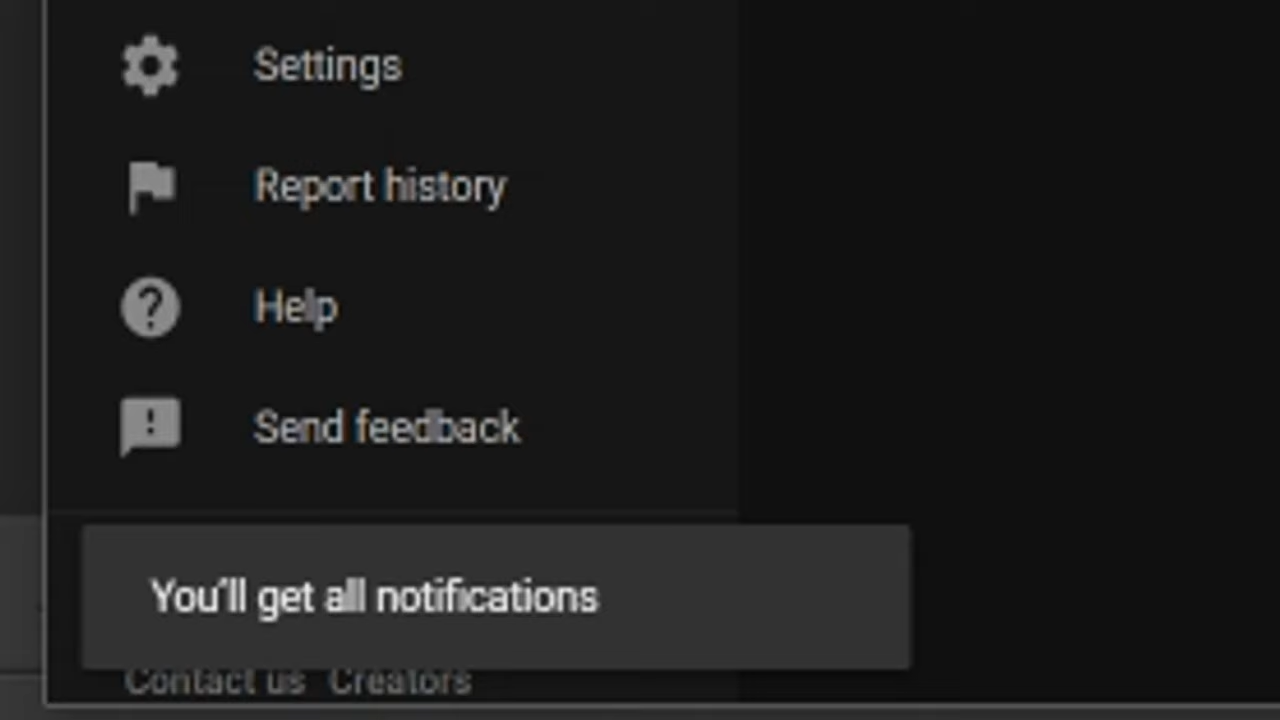 Settings
Report history
Help
Send feedback
You'll get all notifications
Contact us Creators